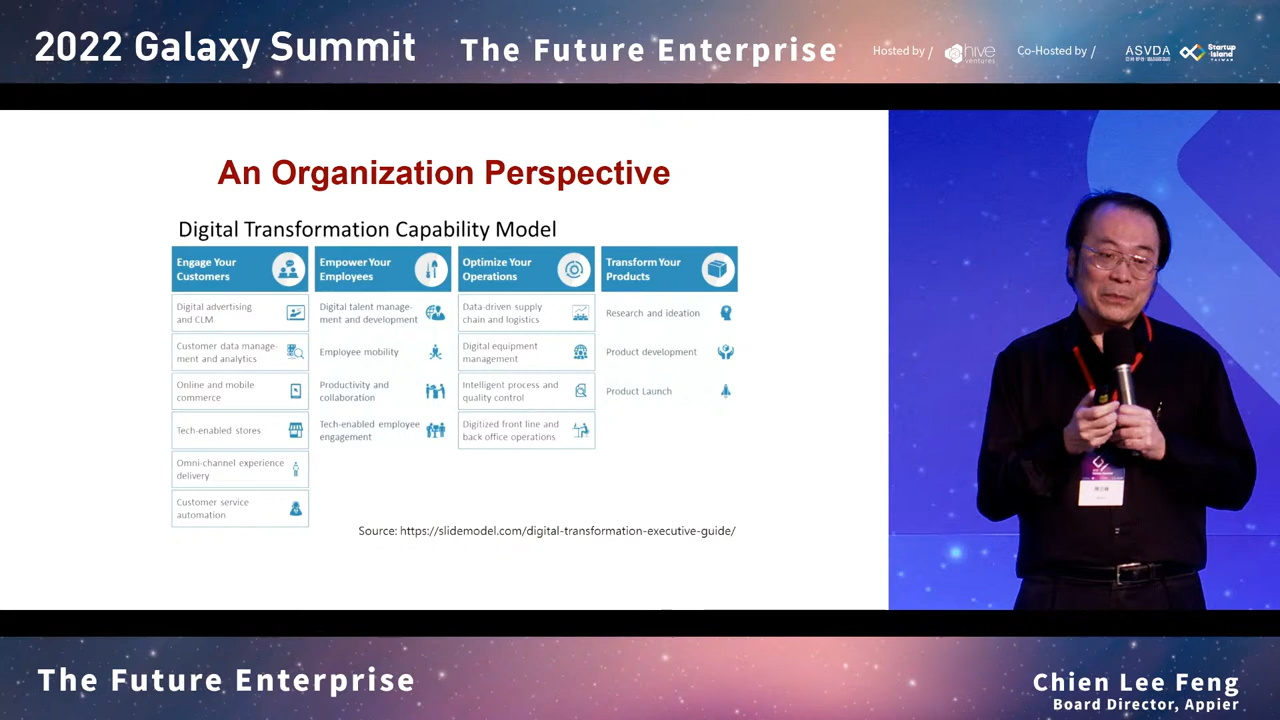 2022 Galaxy Summit
The Future Enterprise
Hosted by /
hive
ventures
Co-Hosted by /
ASVDA
Startup
Island
TAIWAN
An Organization Perspective
Digital Transformation Capability Model
Engage Your
Customers
Digital advertising
and CLM
Customer data manage-
ment and analytics
Online and mobile
commerce
Tech-enabled stores
Omni-channel experience
delivery
Customer service
automation
Empower Your
Employees
Digital talent manage-
ment and development
Employee mobility
Productivity and
collaboration
Tech-enabled employee
engagement
Optimize Your
Operations
Data-driven supply
chain and logistics
Digital equipment
management
Intelligent process and
quality control
Digitized front line and
back office operations
Transform Your
Products
Research and ideation
Product development
Product Launch
Source: https://slidemodel.com/digital-transformation-executive-guide/
The Future Enterprise
Chien Lee Feng
Board Director, Appier